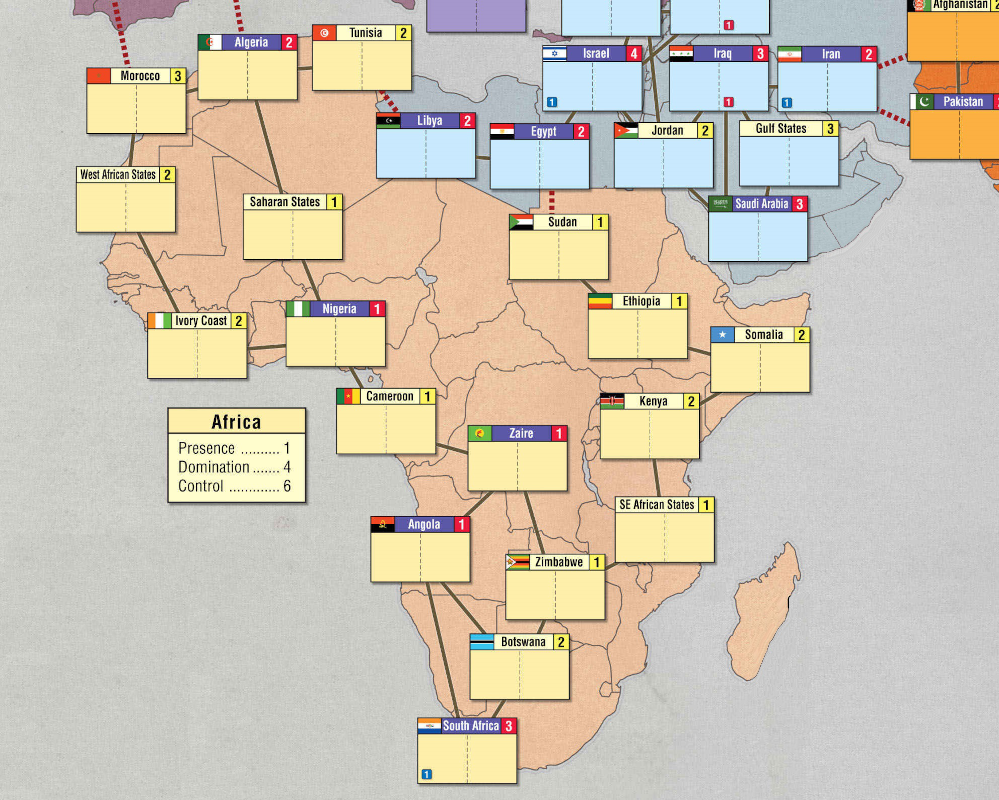 1
Afghanistan 2
Tunisia 2
Algeria 2
Israel 4
Iraq 3
Iran 2
Morocco 3
1
1
1
Pakistan
Libya 2
Egypt 2
Jordan 2
Gulf States 3
West African States 2
Saharan States 1
Saudi Arabia 3
Sudan 1
Nigeria 1
Ethiopia 1
Ivory Coast 2
Somalia 2
Cameroon 1
Kenya 2
Africa
Presence .......... 1
Domination ....... 4
Control ............ 6
Zaire 1
SE African States 1
Angola 1
Zimbabwe 1
Botswana 2
South Africa 3
1